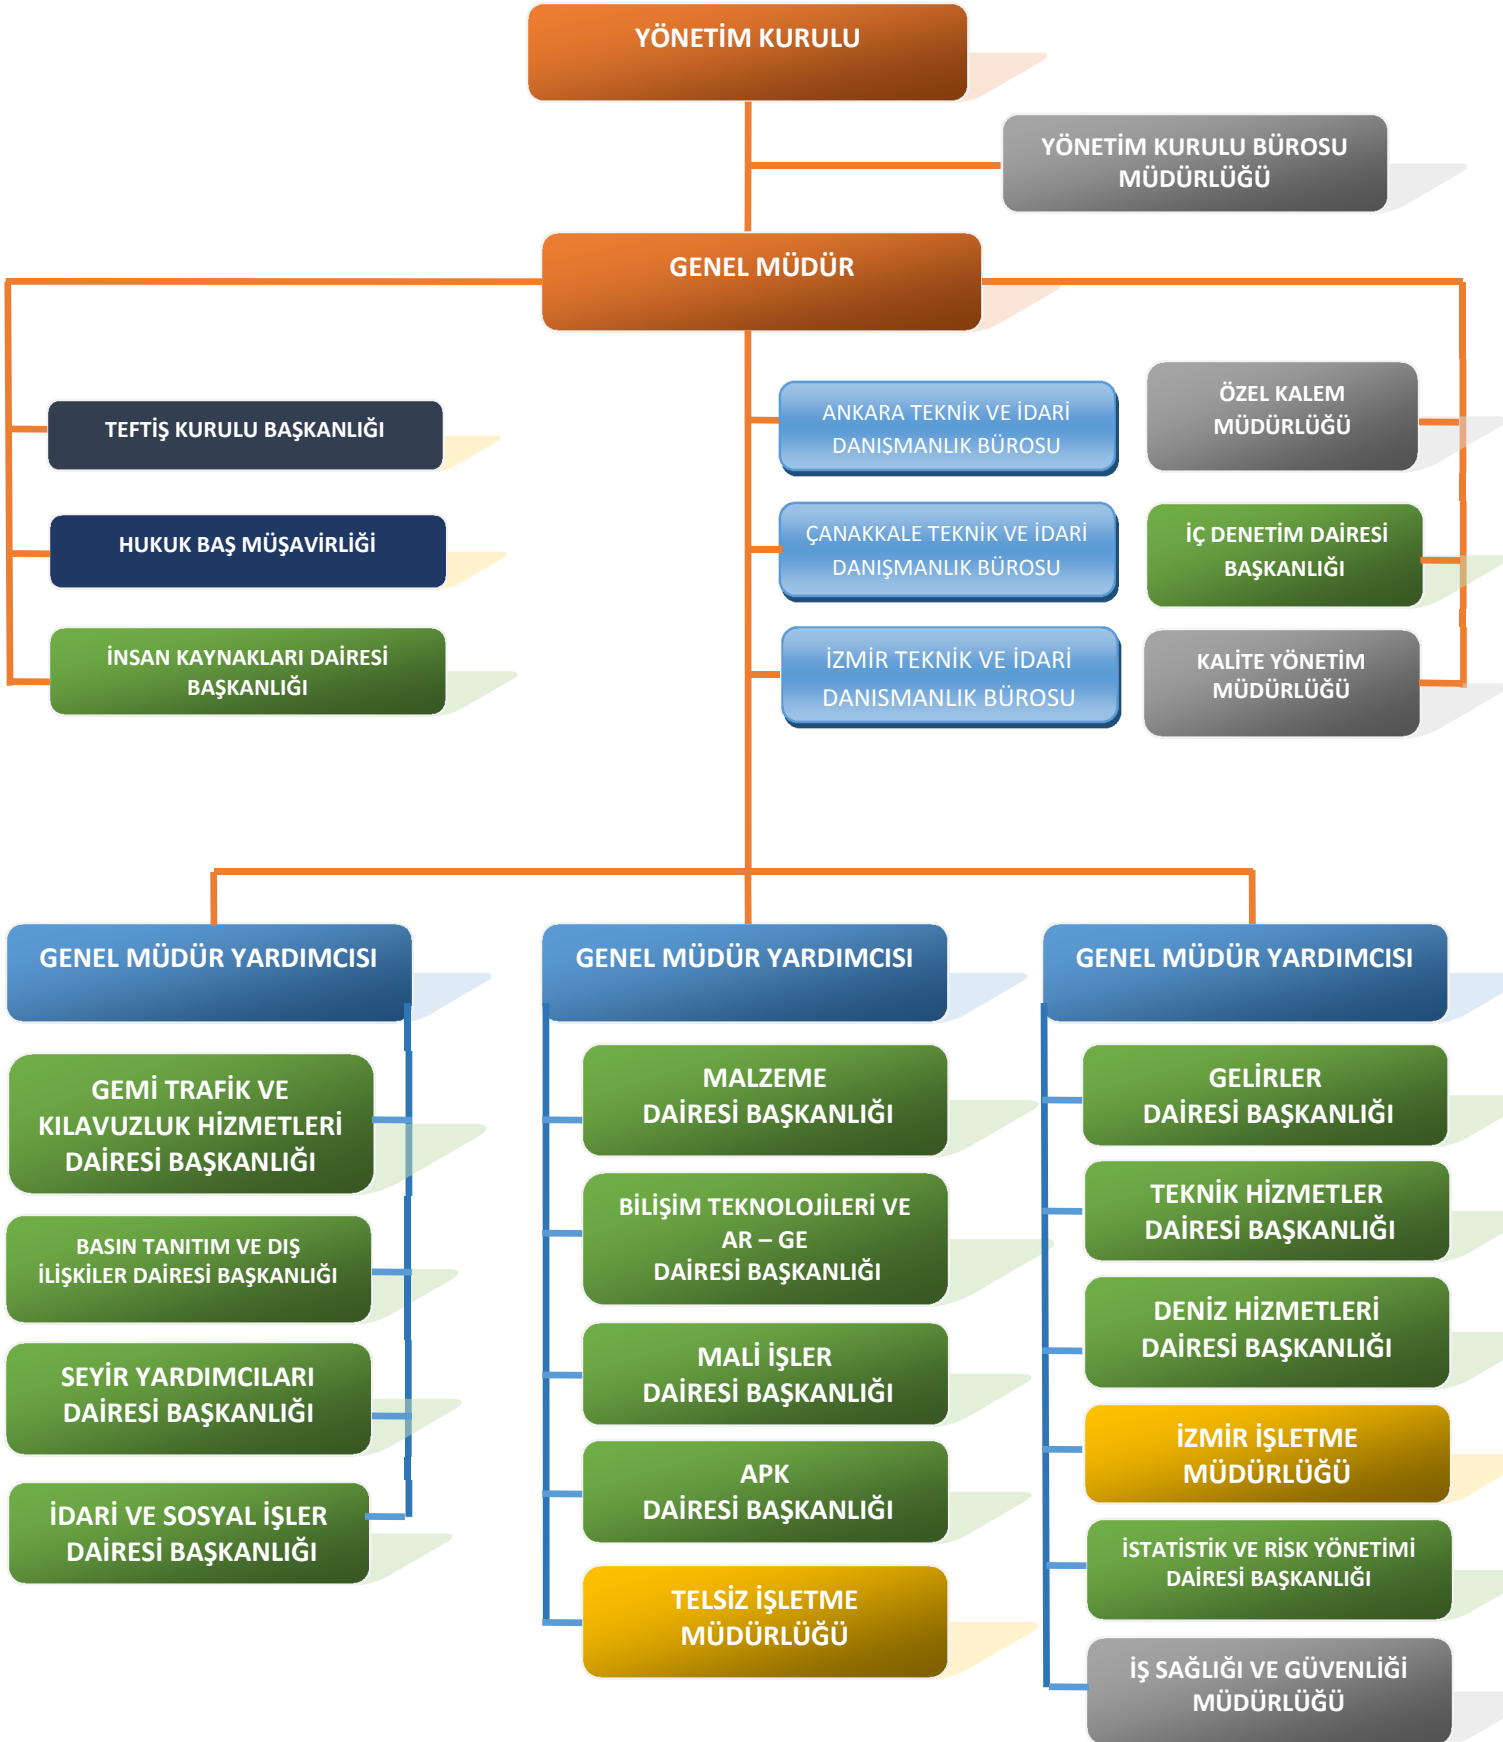 YÖNETİM KURULU
YÖNETİM KURULU BÜROSU
MÜDÜRLÜĞÜ
GENEL MÜDÜR
TEFTİŞ KURULU BAŞKANLIĞI
HUKUK BAŞ MÜŞAVİRLİĞİ
İNSAN KAYNAKLARI DAİRESİ
BAŞKANLIĞI
ANKARA TEKNİK VE İDARİ
DANIŞMANLIK BÜROSU
ÇANAKKALE TEKNİK VE İDARİ
DANIŞMANLIK BÜROSU
İZMİR TEKNİK VE İDARİ
DANISMANLIK BÜROSU
ÖZEL KALEM
MÜDÜRLÜĞÜ
İÇ DENETİM DAİRESİ
BAŞKANLIĞI
KALİTE YÖNETİM
MÜDÜRLÜĞÜ
GENEL MÜDÜR YARDIMCISI
GEMİ TRAFİK VE
KILAVUZLUK HİZMETLERİ
DAİRESİ BAŞKANLIĞI
BASIN TANITIM VE DIŞ
İLİŞKİLER DAİRESİ BAŞKANLIĞI
SEYİR YARDIMCILARI
DAİRESİ BAŞKANLIĞI
İDARİ VE SOSYAL İŞLER
DAİRESİ BAŞKANLIĞI
GENEL MÜDÜR YARDIMCISI
MALZEME
DAİRESİ BAŞKANLIĞI
BİLİŞİM TEKNOLOJİLERİ VE
AR – GE
DAİRESİ BAŞKANLIĞI
MALİ İŞLER
DAİRESİ BAŞKANLIĞI
APK
DAİRESİ BAŞKANLIĞI
TELSİZ İŞLETME
MÜDÜRLÜĞÜ
GENEL MÜDÜR YARDIMCISI
GELİRLER
DAİRESİ BAŞKANLIĞI
TEKNİK HİZMETLER
DAİRESİ BAŞKANLIĞI
DENİZ HİZMETLERİ
DAİRESİ BAŞKANLIĞI
İZMİR İŞLETME
MÜDÜRLÜĞÜ
İSTATİSTİK VE RİSK YÖNETİMİ
DAİRESİ BAŞKANLIĞI
İŞ SAĞLIĞI VE GÜVENLİĞİ
MÜDÜRLÜĞÜ